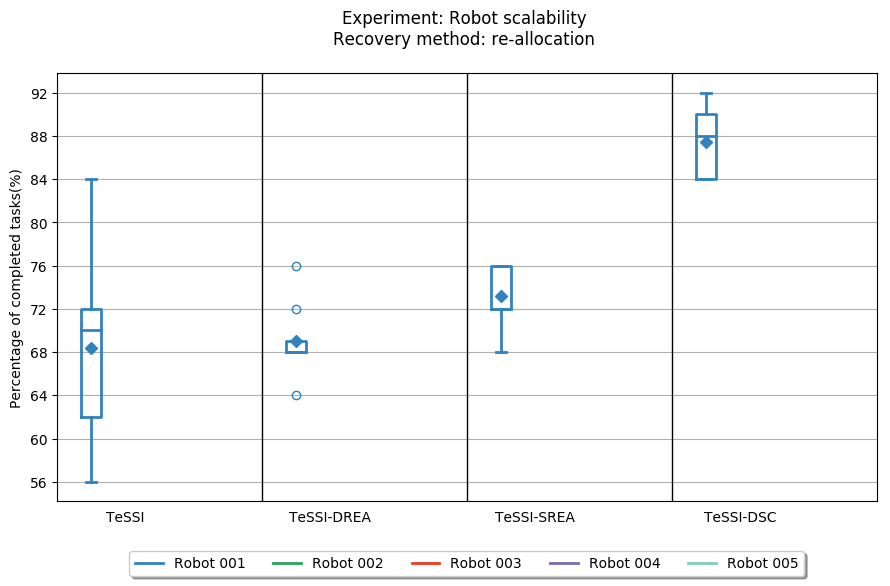 Experiment: Robot scalability
Recovery method: re-allocation
Percentage of completed tasks(%)
92
88
84
80
76
72
68
64
60
56
TeSSI TeSSI-DREA TeSSI-SREA TeSSI-DSC
Robot 001 Robot 002 Robot 003 Robot 004 Robot 005